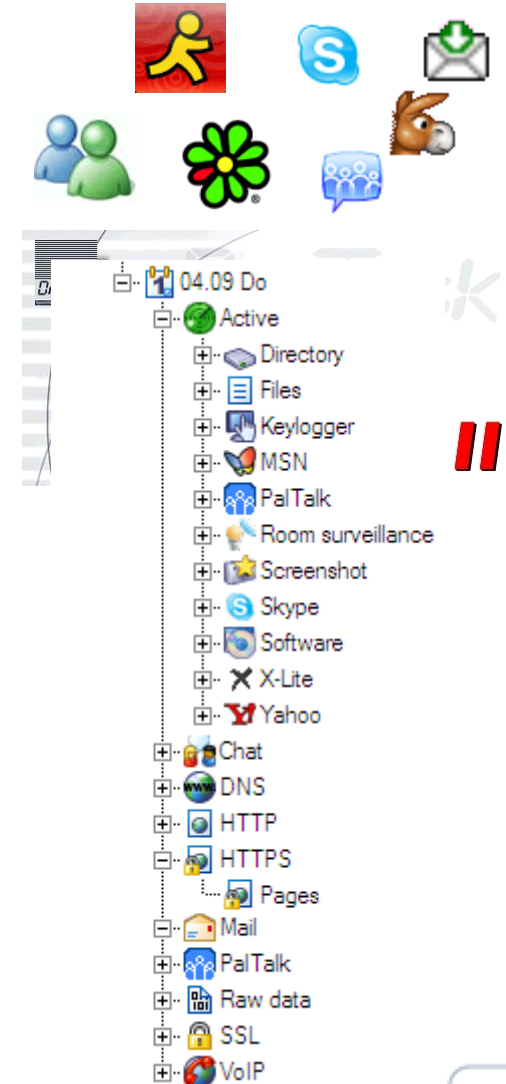 04.09 Do
Active
Directory
Files
Keylogger
MSN
PalTalk
Room surveillance
Screenshot
Skype
Software
X-Lite
Yahoo
Chat
DNS
HTTP
HTTPS
Pages
Mail
PalTalk
Raw data
SSL
VoIP